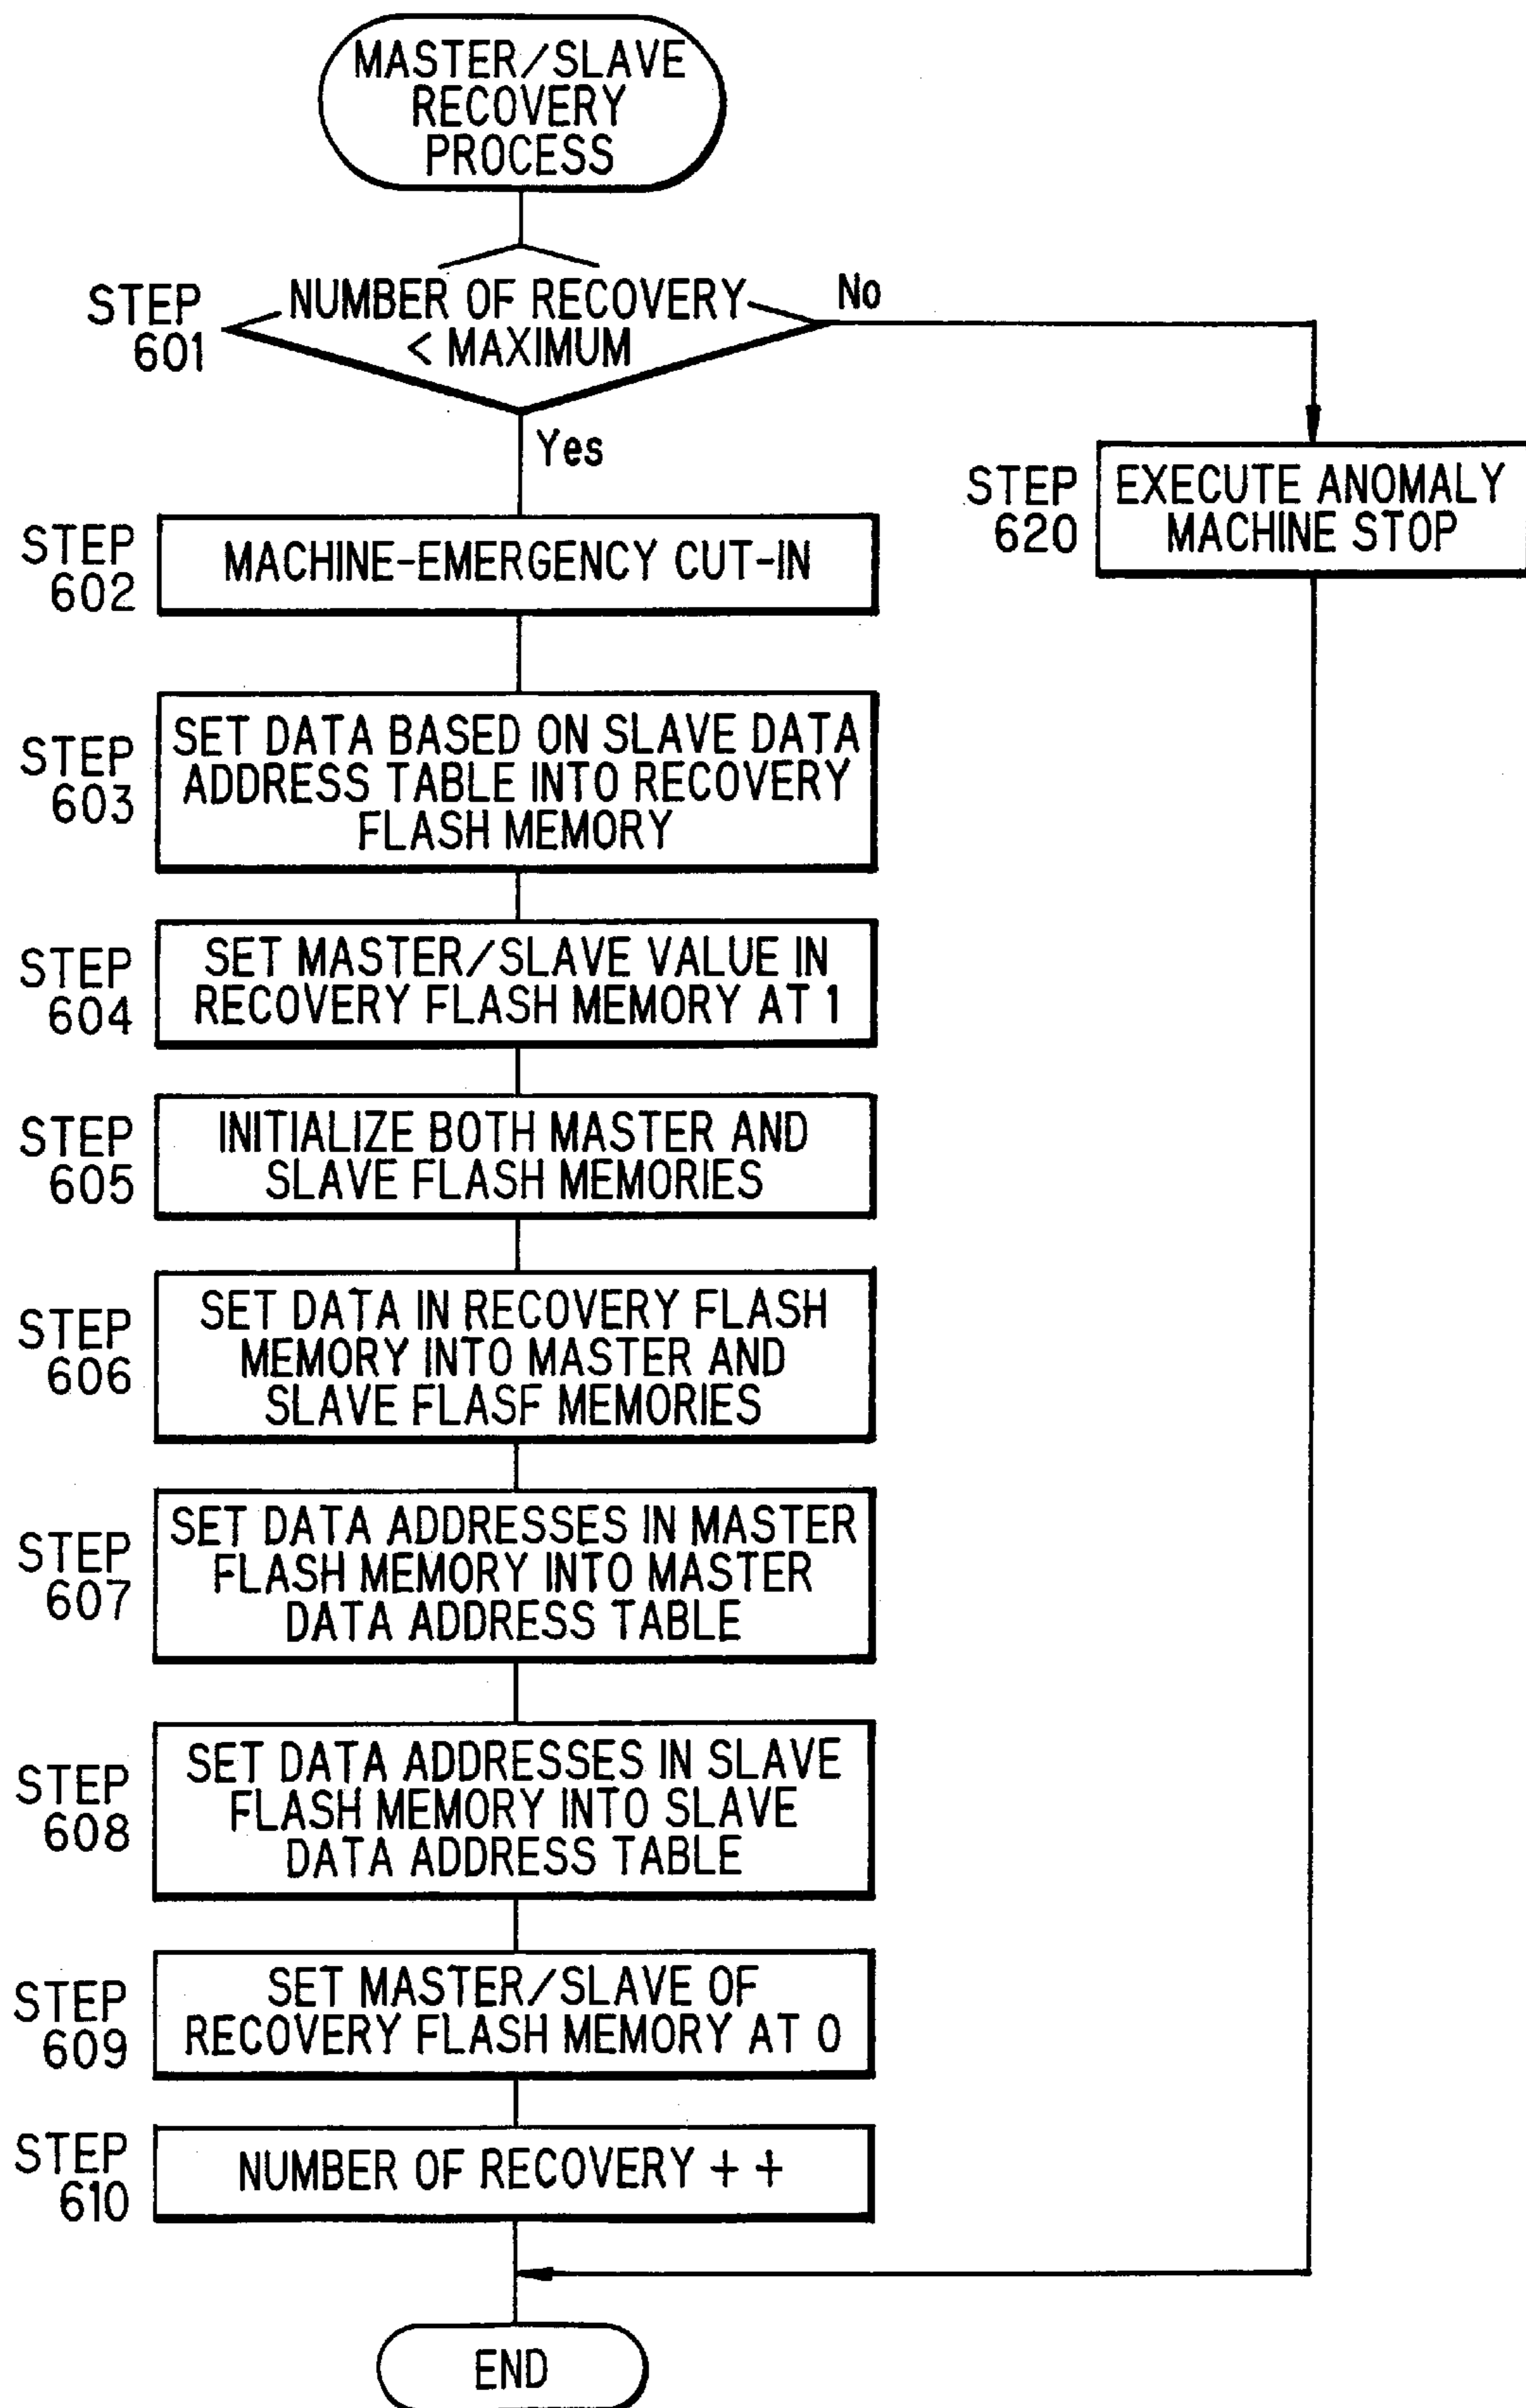 MASTER/SLAVE
RECOVERY
PROCESS
STEP
601
NUMBER OF RECOVERY
< MAXIMUM
No
Yes
STEP
620
EXECUTE ANOMALY
MACHINE STOP
STEP
602
MACHINE-EMERGENCY CUT-IN
STEP
603
SET DATA BASED ON SLAVE DATA
ADDRESS TABLE INTO RECOVERY
FLASH MEMORY
STEP
604
SET MASTER/SLAVE VALUE IN
RECOVERY FLASH MEMORY AT 1
STEP
605
INITIALIZE BOTH MASTER AND
SLAVE FLASH MEMORIES
STEP
606
SET DATA IN RECOVERY FLASH
MEMORY INTO MASTER AND
SLAVE FLASF MEMORIES
STEP
607
SET DATA ADDRESSES IN MASTER
FLASH MEMORY INTO MASTER
DATA ADDRESS TABLE
STEP
608
SET DATA ADDRESSES IN SLAVE
FLASH MEMORY INTO SLAVE
DATA ADDRESS TABLE
STEP
609
SET MASTER/SLAVE OF
RECOVERY FLASH MEMORY AT 0
STEP
610
NUMBER OF RECOVERY + +
END